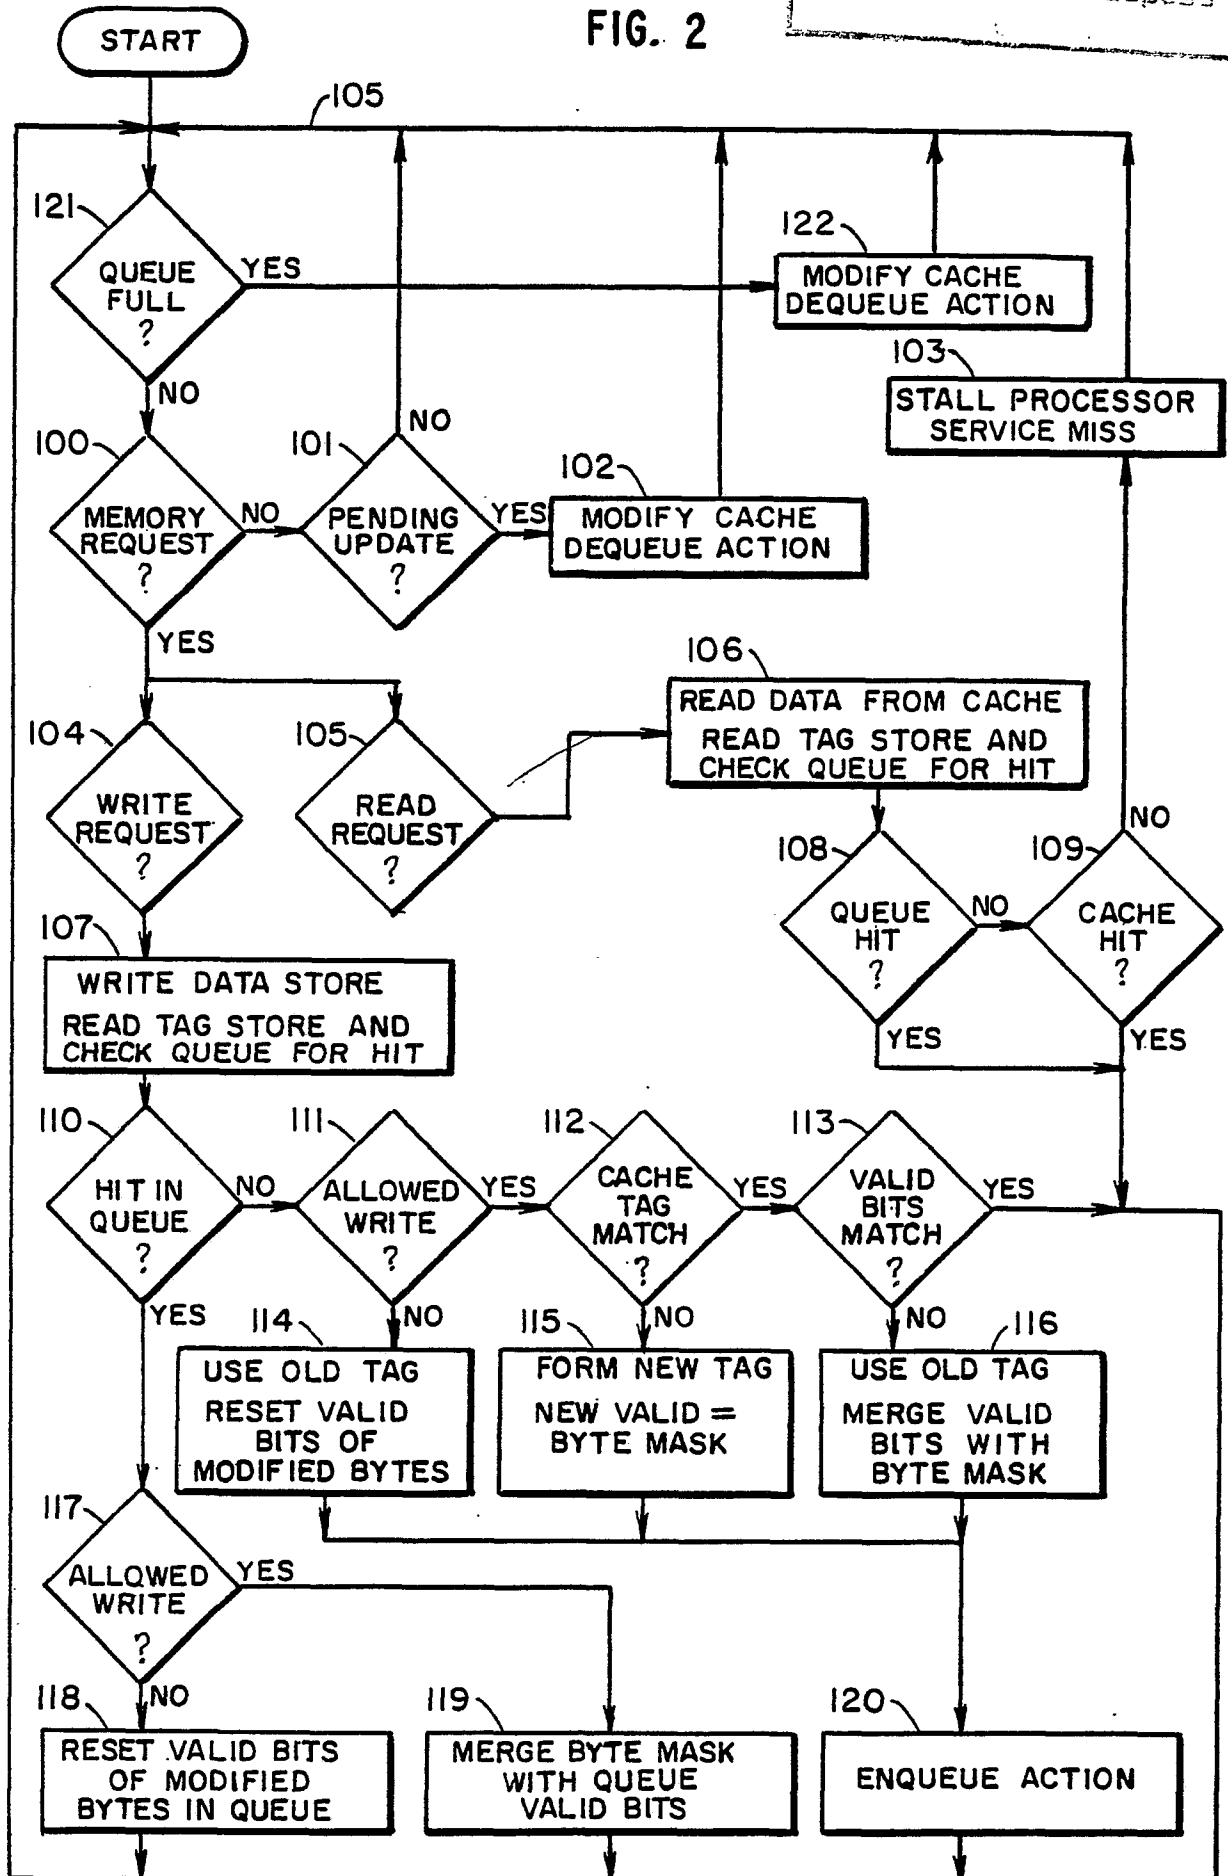 FIG. 2
START
105
121
QUEUE
FULL
?
YES
NO
122
MODIFY CACHE
DEQUEUE ACTION
103
STALL PROCESSOR
SERVICE MISS
100
MEMORY
REQUEST
?
NO
YES
101
PENDING
UPDATE
?
NO
YES
102
MODIFY CACHE
DEQUEUE ACTION
104
WRITE
REQUEST
?
105
READ
REQUEST
?
106
READ DATA FROM CACHE
READ TAG STORE AND
CHECK QUEUE FOR HIT
108
QUEUE
HIT
?
NO
YES
109
CACHE
HIT
?
NO
YES
107
WRITE DATA STORE
READ TAG STORE AND
CHECK QUEUE FOR HIT
110
HIT IN
QUEUE
?
NO
YES
111
ALLOWED
WRITE
?
YES
NO
112
CACHE
TAG
MATCH
?
YES
NO
113
VALID
BITS
MATCH
?
YES
NO
114
USE OLD TAG
RESET VALID
BITS OF
MODIFIED BYTES
115
FORM NEW TAG
NEW VALID =
BYTE MASK
116
USE OLD TAG
MERGE VALID
BITS WITH
BYTE MASK
117
ALLOWED
WRITE
?
YES
NO
118
RESET VALID BITS
OF MODIFIED
BYTES IN QUEUE
119
MERGE BYTE MASK
WITH QUEUE
VALID BITS
120
ENQUEUE ACTION